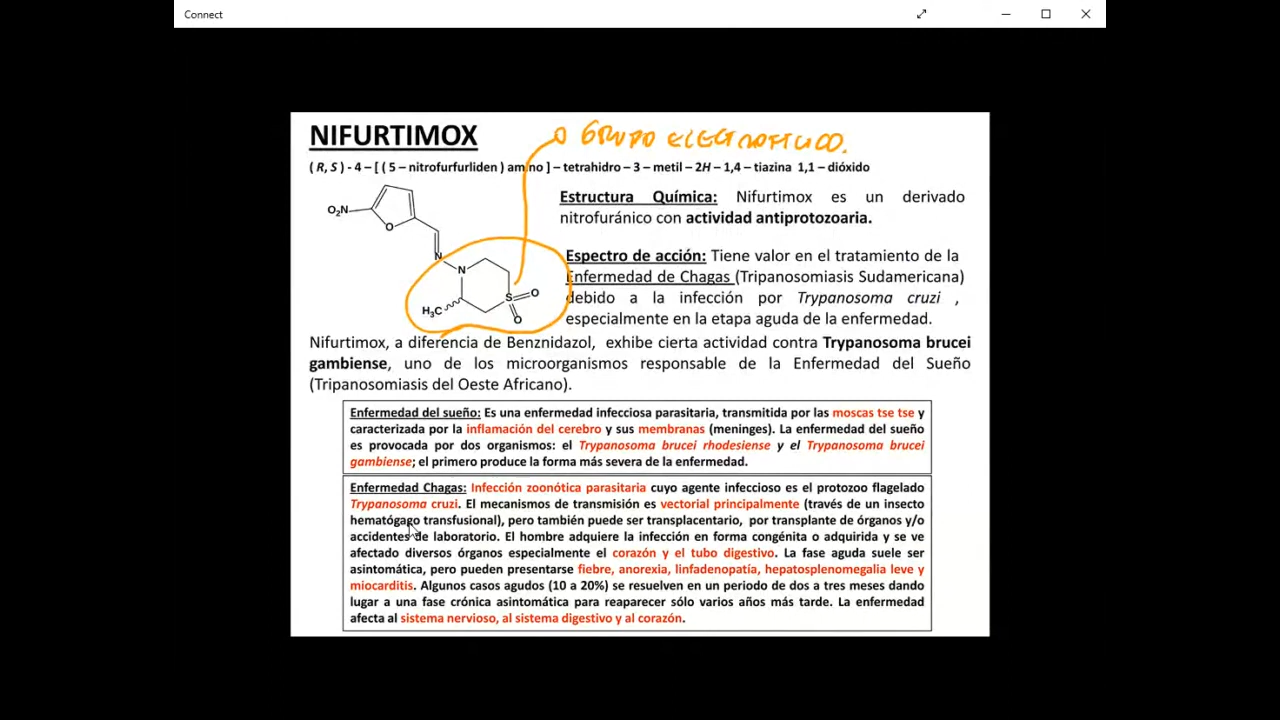 Connect
NIFURTIMOX
O GRUPO ELECTROFILICO.
( R, S ) - 4 – [ ( 5 – nitrofurfurliden ) amino ] – tetrahidro – 3 – metil – 2H – 1,4 – tiazina 1,1 – dióxido
O₂N
O
N
N
H₃C
S
O
O
Estructura Química: Nifurtimox es un derivado
nitrofuránico con actividad antiprotozoaria.
Espectro de acción: Tiene valor en el tratamiento de la
Enfermedad de Chagas (Tripanosomiasis Sudamericana)
debido a la infección por Trypanosoma cruzi ,
especialmente en la etapa aguda de la enfermedad.
Nifurtimox, a diferencia de Benznidazol, exhibe cierta actividad contra Trypanosoma brucei
gambiense, uno de los microorganismos responsable de la Enfermedad del Sueño
(Tripanosomiasis del Oeste Africano).
Enfermedad del sueño: Es una enfermedad infecciosa parasitaria, transmitida por las moscas tse tse y
caracterizada por la inflamación del cerebro y sus membranas (meninges). La enfermedad del sueño
es provocada por dos organismos: el Trypanosoma brucei rhodesiense y el Trypanosoma brucei
gambiense; el primero produce la forma más severa de la enfermedad.
Enfermedad Chagas: Infección zoonótica parasitaria cuyo agente infeccioso es el protozoo flagelado
Trypanosoma cruzi. El mecanismos de transmisión es vectorial principalmente (través de un insecto
hematógago transfusional), pero también puede ser transplacentario, por transplante de órganos y/o
accidentes de laboratorio. El hombre adquiere la infección en forma congénita o adquirida y se ve
afectado diversos órganos especialmente el corazón y el tubo digestivo. La fase aguda suele ser
asintomática, pero pueden presentarse fiebre, anorexia, linfadenopatía, hepatosplenomegalia leve y
miocarditis. Algunos casos agudos (10 a 20%) se resuelven en un periodo de dos a tres meses dando
lugar a una fase crónica asintomática para reaparecer sólo varios años más tarde. La enfermedad
afecta al sistema nervioso, al sistema digestivo y al corazón.